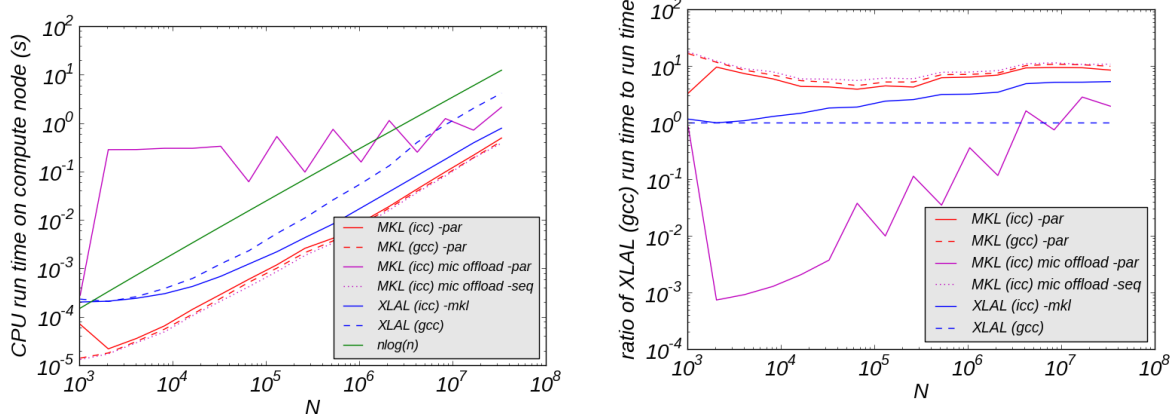 CPU run time on compute node (s)
10^2
10^1
10^0
10^-1
10^-2
10^-3
10^-4
10^-5
MKL (icc) -par
MKL (gcc) -par
MKL (icc) mic offload -par
MKL (icc) mic offload -seq
XLAL (icc) -mkl
XLAL (gcc)
nlog(n)
10^3 10^4 10^5 10^6 10^7 10^8
N
ratio of XLAL (gcc) run time to run time
10^2
10^1
10^0
10^-1
10^-2
10^-3
10^-4
MKL (icc) -par
MKL (gcc) -par
MKL (icc) mic offload -par
MKL (icc) mic offload -seq
XLAL (icc) -mkl
XLAL (gcc)
10^3 10^4 10^5 10^6 10^7 10^8
N